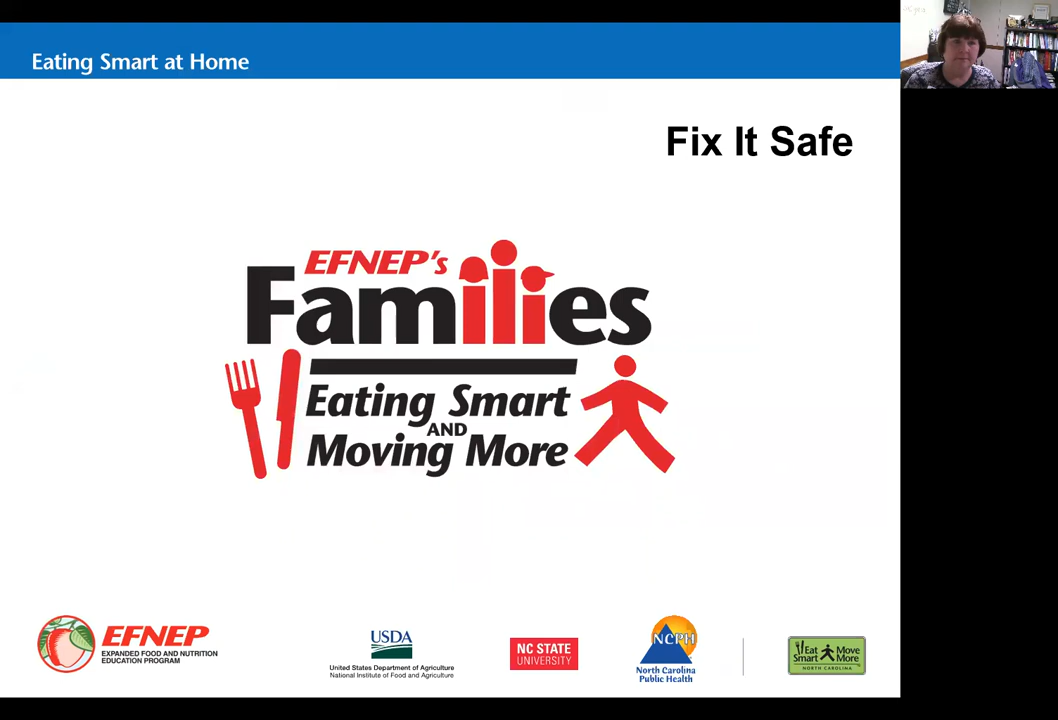 Eating Smart at Home
Fix It Safe
EFNEP's
Families
Eating Smart
AND
Moving More
EFNEP
EXPANDED FOOD AND NUTRITION
EDUCATION PROGRAM
USDA
United States Department of Agriculture
National Institute of Food and Agriculture
NC STATE
UNIVERSITY
NCPH
North Carolina
Public Health
Eat Move
Smart More
NORTH CAROLINA